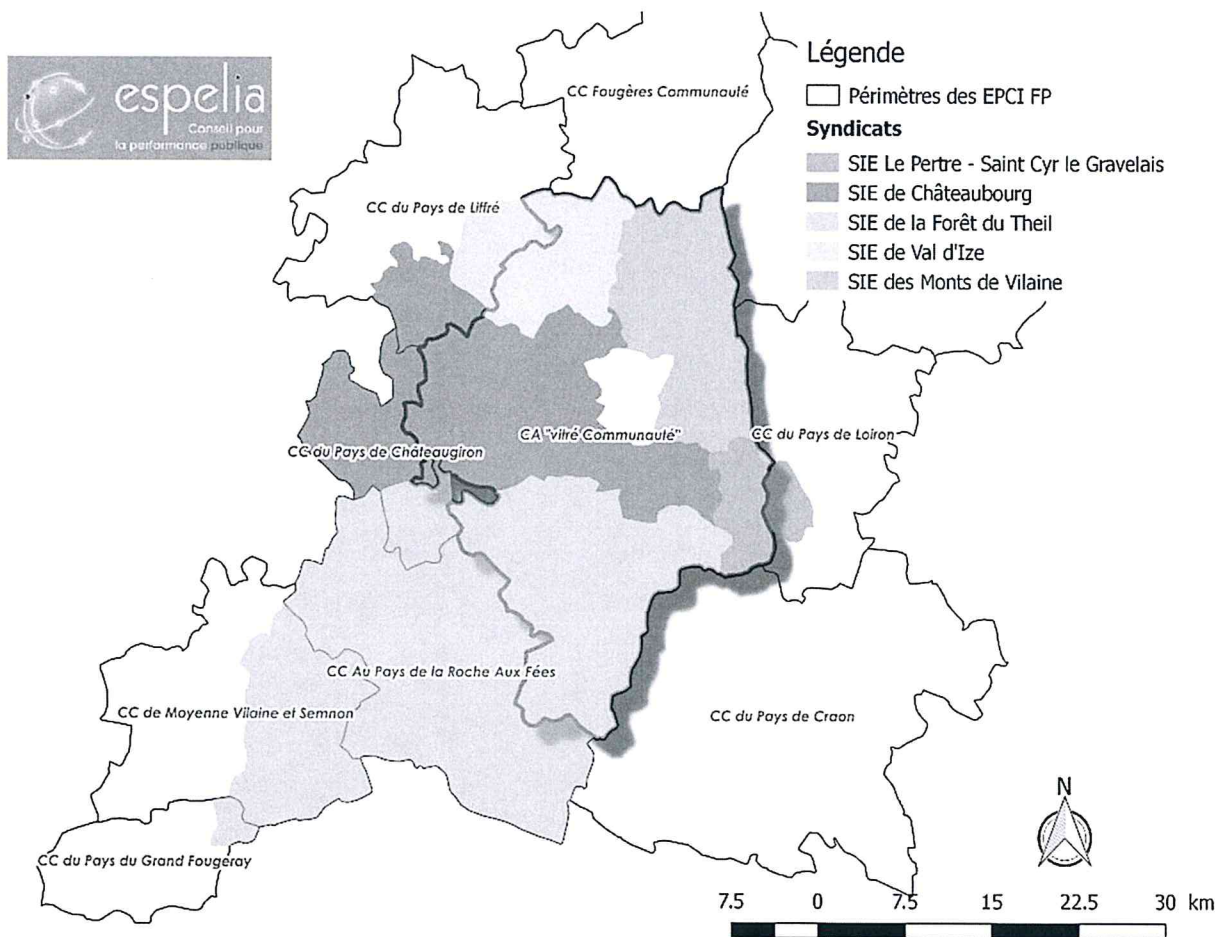 espelia
Conseil pour
la performance publique
Légende
Périmètres des EPCI FP
Syndicats
SIE Le Pertre - Saint Cyr le Gravelais
SIE de Châteaubourg
SIE de la Forêt du Theil
SIE de Val d'Ize
SIE des Monts de Vilaine
CC Fougères Communaulé
CC du Pays de Liffré
CA "vitré Communaulé"
CC du Pays de Loiron
CC du Pays de Châteaugiron
CC Au Pays de la Roche Aux Fées
CC de Moyenne Vilaine et Semnon
CC du Pays de Craon
CC du Pays du Grand Fougeray
N
7.5 0 7.5 15 22.5 30 km